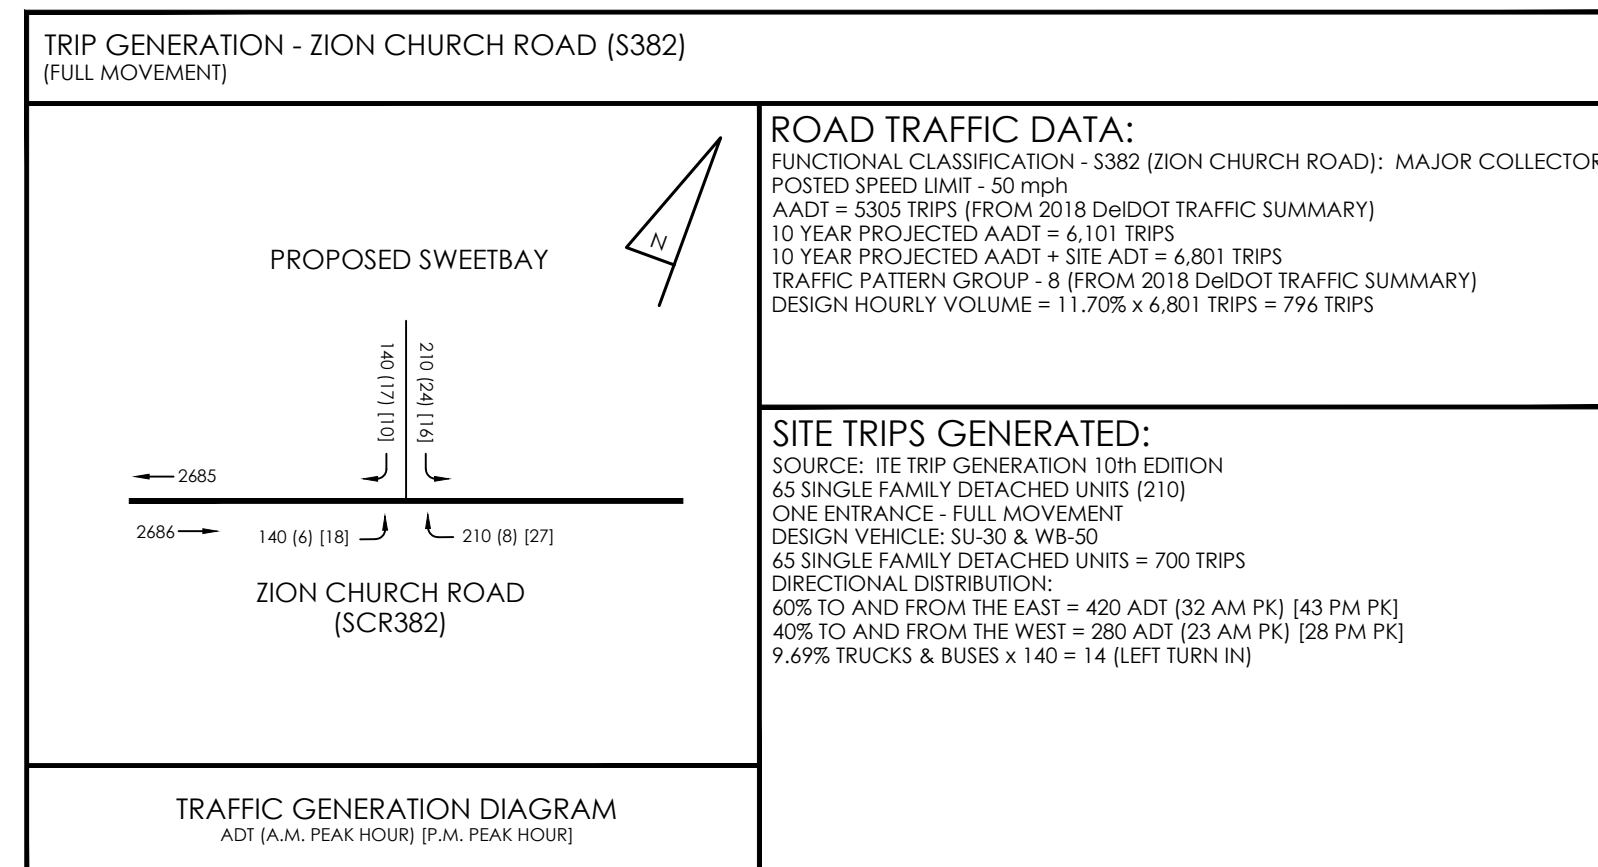 TRIP GENERATION - ZION CHURCH ROAD (S382)
(FULL MOVEMENT)
PROPOSED SWEETBAY
N
140 (17) [10]
210 (24) [16]
2685
2686
140 (6) [18]
210 (8) [27]
ZION CHURCH ROAD
(SCR382)
TRAFFIC GENERATION DIAGRAM
ADT (A.M. PEAK HOUR) [P.M. PEAK HOUR]
ROAD TRAFFIC DATA:
FUNCTIONAL CLASSIFICATION - S382 (ZION CHURCH ROAD): MAJOR COLLECTOR
POSTED SPEED LIMIT - 50 mph
AADT = 5305 TRIPS (FROM 2018 DelDOT TRAFFIC SUMMARY)
10 YEAR PROJECTED AADT = 6,101 TRIPS
10 YEAR PROJECTED AADT + SITE ADT = 6,801 TRIPS
TRAFFIC PATTERN GROUP - 8 (FROM 2018 DelDOT TRAFFIC SUMMARY)
DESIGN HOURLY VOLUME = 11.70% x 6,801 TRIPS = 796 TRIPS
SITE TRIPS GENERATED:
SOURCE: ITE TRIP GENERATION 10th EDITION
65 SINGLE FAMILY DETACHED UNITS (210)
ONE ENTRANCE - FULL MOVEMENT
DESIGN VEHICLE: SU-30 & WB-50
65 SINGLE FAMILY DETACHED UNITS = 700 TRIPS
DIRECTIONAL DISTRIBUTION:
60% TO AND FROM THE EAST = 420 ADT (32 AM PK) [43 PM PK]
40% TO AND FROM THE WEST = 280 ADT (23 AM PK) [28 PM PK]
9.69% TRUCKS & BUSES x 140 = 14 (LEFT TURN IN)